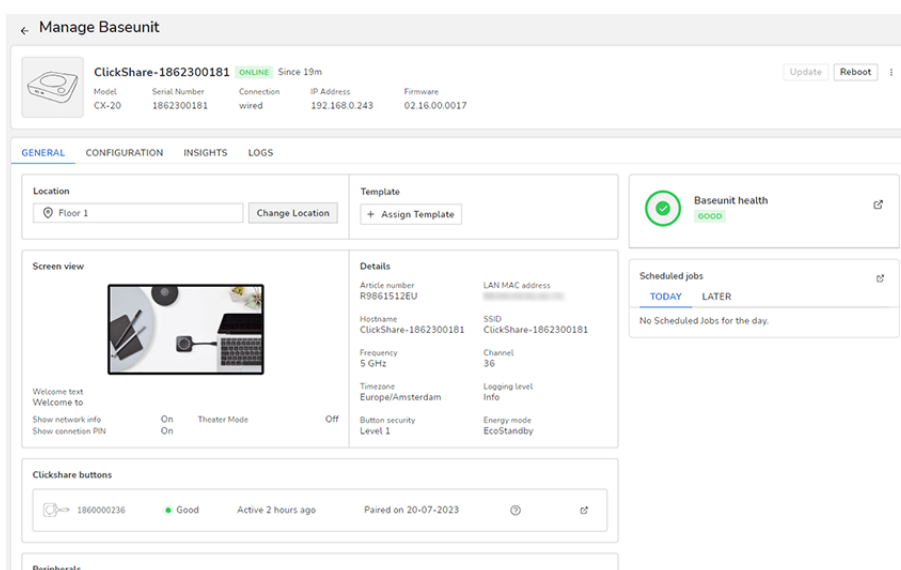 Manage Baseunit
ClickShare-1862300181 ONLINE Since 19m
Update Reboot
Model Serial Number Connection IP Address Firmware
CX-20 1862300181 wired 192.168.0.243 02.16.00.0017
GENERAL CONFIGURATION INSIGHTS LOGS
Location
Floor 1 Change Location
Template
+ Assign Template
Baseunit health
GOOD
Screen view
Welcome text
Welcome to
Show network info On Theater Mode Off
Show connetion PIN On
Details
Article number LAN MAC address
R9861512EU
Hostname SSID
ClickShare-1862300181 ClickShare-1862300181
Frequency Channel
5 GHz 36
Timezone Logging level
Europe/Amsterdam Info
Button security Energy mode
Level 1 EcoStandby
Scheduled jobs
TODAY LATER
No Scheduled Jobs for the day.
Clickshare buttons
1860000236 Good Active 2 hours ago Paired on 20-07-2023
Peripherals